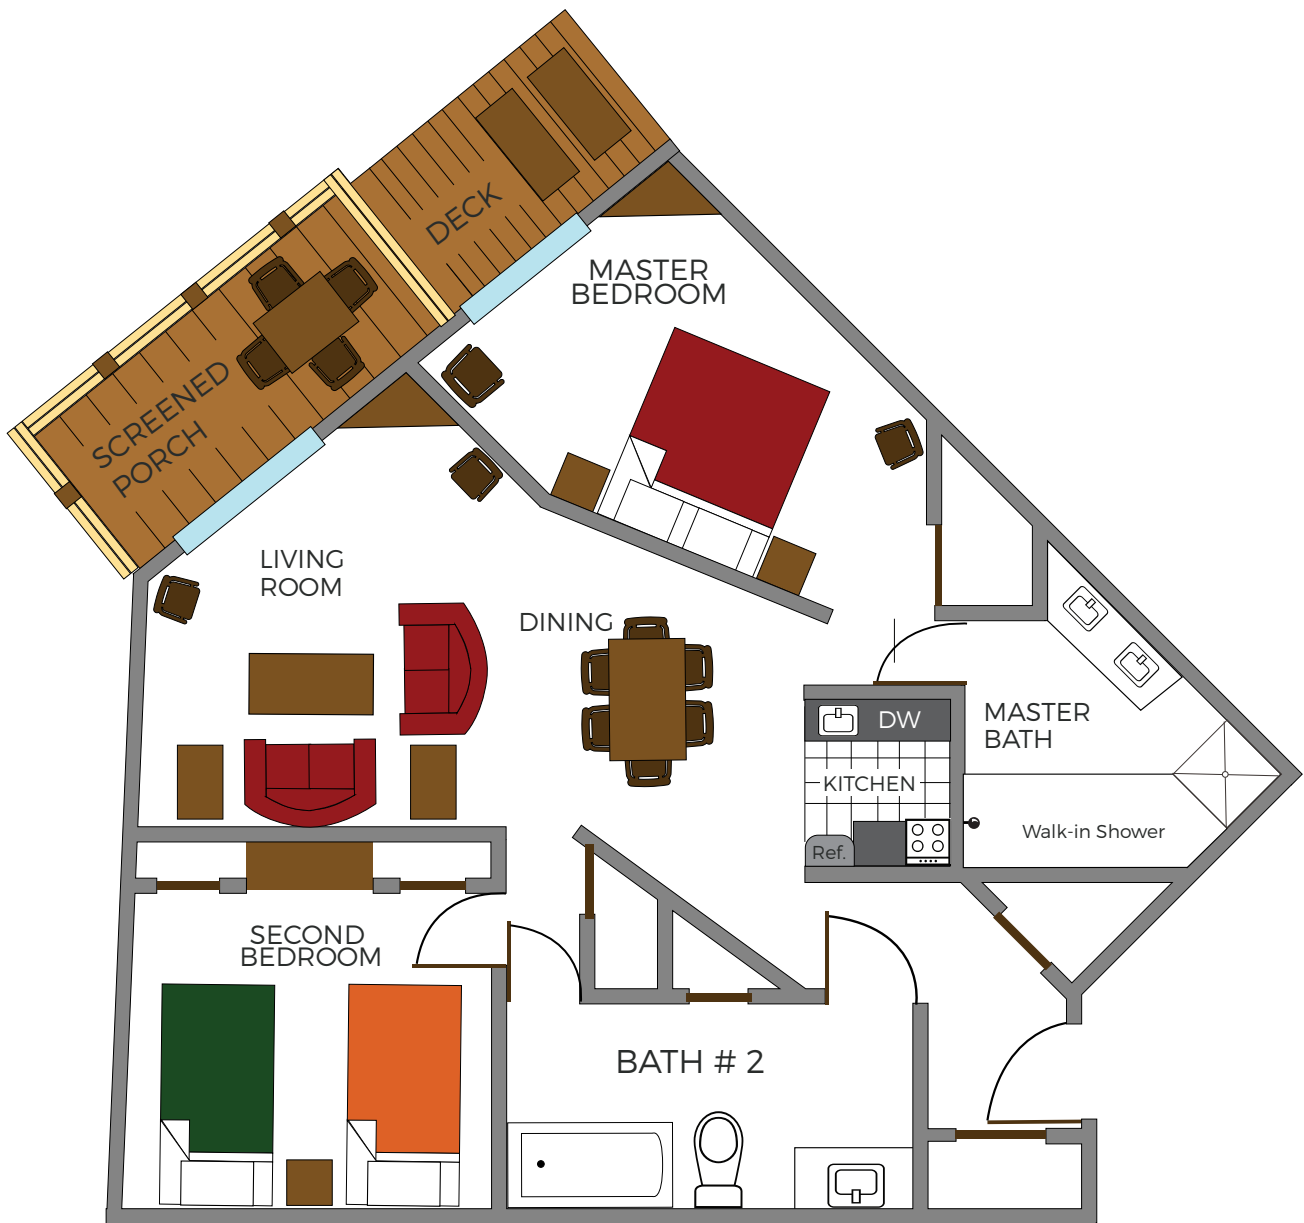 DECK
MASTER
BEDROOM
SCREENED
PORCH
LIVING
ROOM
DINING
DW
MASTER
BATH
KITCHEN
Walk-in Shower
Ref.
SECOND
BEDROOM
BATH # 2